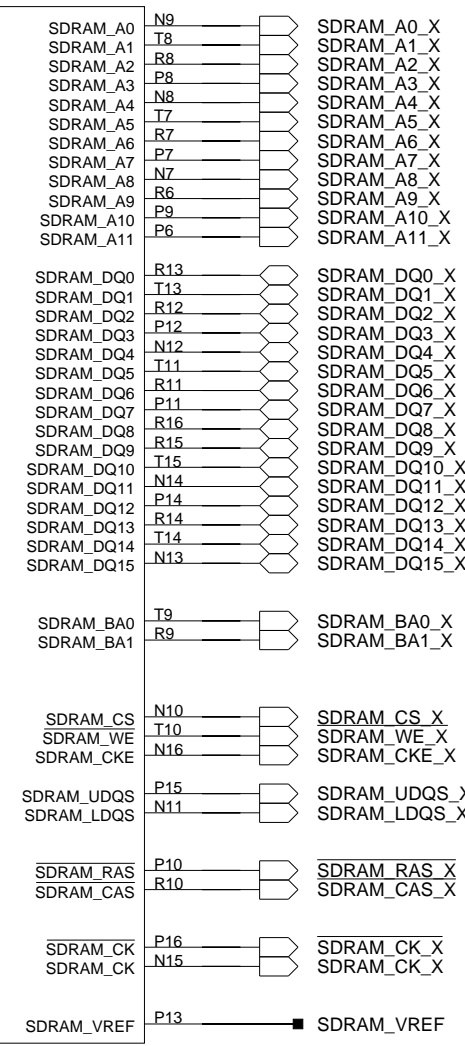 SDRAM_A0 N9 SDRAM_A0_X
SDRAM_A1 T8 SDRAM_A1_X
SDRAM_A2 R8 SDRAM_A2_X
SDRAM_A3 P8 SDRAM_A3_X
SDRAM_A4 N8 SDRAM_A4_X
SDRAM_A5 T7 SDRAM_A5_X
SDRAM_A6 R7 SDRAM_A6_X
SDRAM_A7 P7 SDRAM_A7_X
SDRAM_A8 N7 SDRAM_A8_X
SDRAM_A9 R6 SDRAM_A9_X
SDRAM_A10 P9 SDRAM_A10_X
SDRAM_A11 P6 SDRAM_A11_X
SDRAM_DQ0 R13 SDRAM_DQ0_X
SDRAM_DQ1 T13 SDRAM_DQ1_X
SDRAM_DQ2 R12 SDRAM_DQ2_X
SDRAM_DQ3 P12 SDRAM_DQ3_X
SDRAM_DQ4 N12 SDRAM_DQ4_X
SDRAM_DQ5 T11 SDRAM_DQ5_X
SDRAM_DQ6 R11 SDRAM_DQ6_X
SDRAM_DQ7 P11 SDRAM_DQ7_X
SDRAM_DQ8 R16 SDRAM_DQ8_X
SDRAM_DQ9 R15 SDRAM_DQ9_X
SDRAM_DQ10 T15 SDRAM_DQ10_X
SDRAM_DQ11 N14 SDRAM_DQ11_X
SDRAM_DQ12 P14 SDRAM_DQ12_X
SDRAM_DQ13 R14 SDRAM_DQ13_X
SDRAM_DQ14 T14 SDRAM_DQ14_X
SDRAM_DQ15 N13 SDRAM_DQ15_X
SDRAM_BA0 T9 SDRAM_BA0_X
SDRAM_BA1 R9 SDRAM_BA1_X
SDRAM_CS N10 SDRAM_CS_X
SDRAM_WE T10 SDRAM_WE_X
SDRAM_CKE N16 SDRAM_CKE_X
SDRAM_UDQS P15 SDRAM_UDQS_X
SDRAM_LDQS N11 SDRAM_LDQS_X
SDRAM_RAS P10 SDRAM_RAS_X
SDRAM_CAS R10 SDRAM_CAS_X
SDRAM_CK P16 SDRAM_CK_X
SDRAM_CK N15 SDRAM_CK_X
SDRAM_VREF P13 SDRAM_VREF